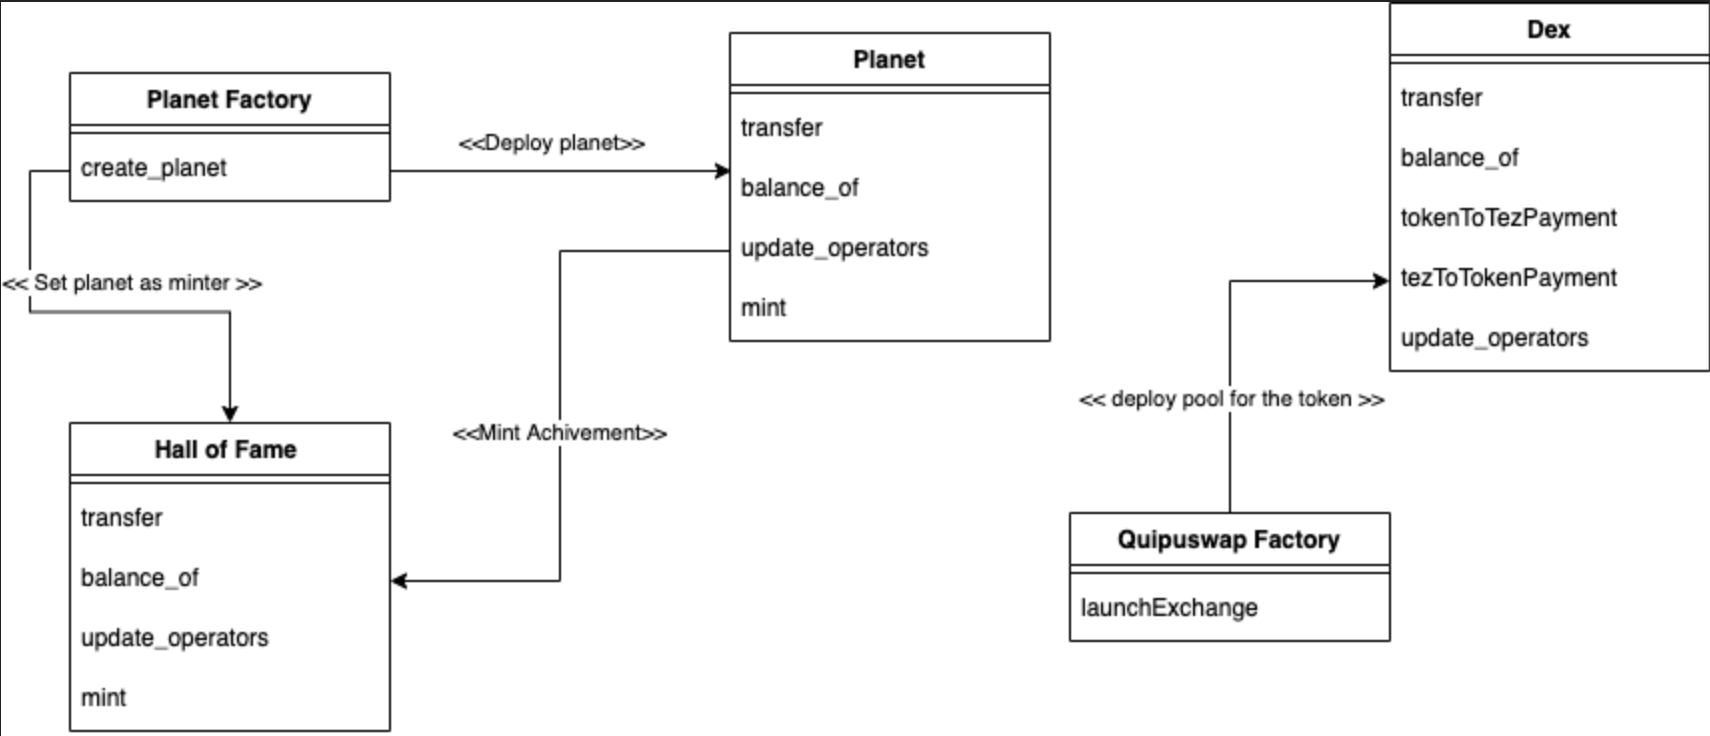 Planet Factory
create_planet
<<Deploy planet>>
<< Set planet as minter >>
Planet
transfer
balance_of
update_operators
mint
<<Mint Achivement>>
Hall of Fame
transfer
balance_of
update_operators
mint
Dex
transfer
balance_of
tokenToTezPayment
tezToTokenPayment
update_operators
<< deploy pool for the token >>
Quipuswap Factory
launchExchange